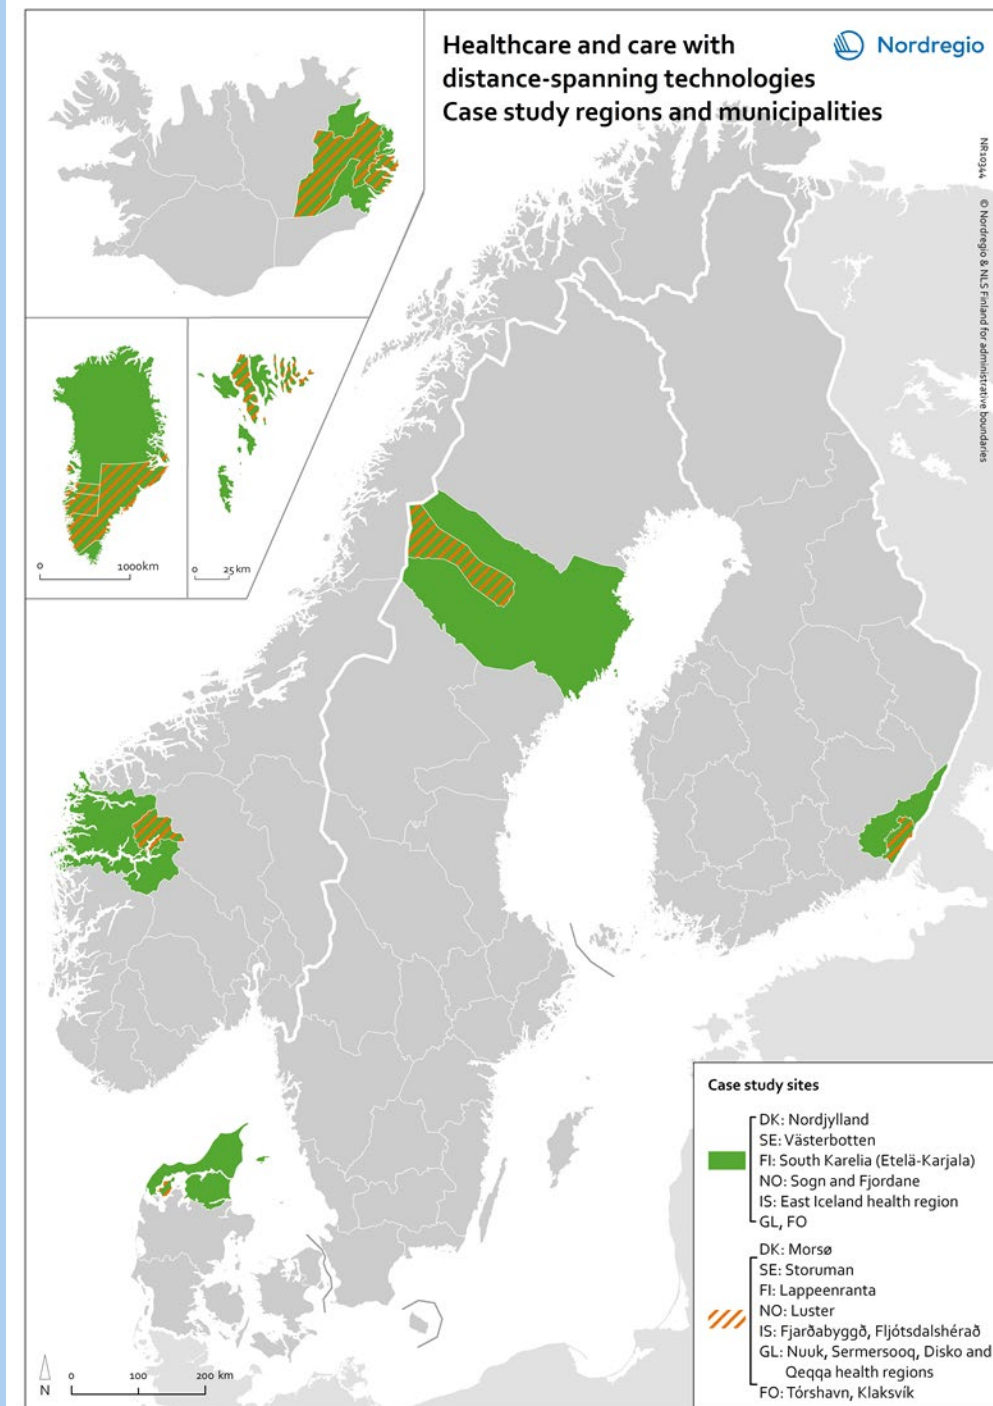 Healthcare and care with
distance-spanning technologies
Case study regions and municipalities
Nordregio
NR10344 © Nordregio & NLS Finland for administrative boundaries
0 1000km
0 25 km
Case study sites
DK: Nordjylland
SE: Västerbotten
FI: South Karelia (Etelä-Karjala)
NO: Sogn and Fjordane
IS: East Iceland health region
GL, FO
DK: Morsø
SE: Storuman
FI: Lappeenranta
NO: Luster
IS: Fjarðabyggð, Fljótsdalshérað
GL: Nuuk, Sermersooq, Disko and
Qeqqa health regions
FO: Tórshavn, Klaksvík
N
0 100 200 km